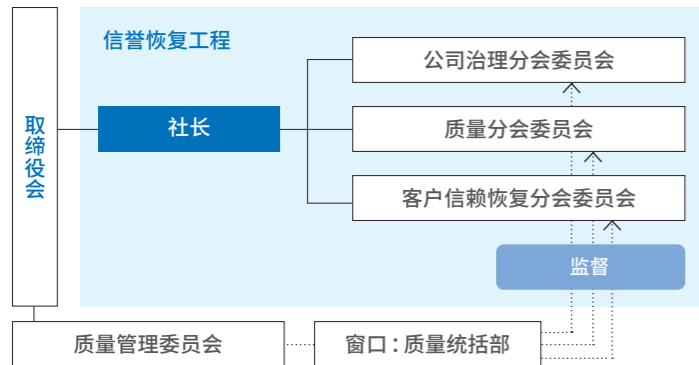 信誉恢复工程
取缔役会
社长
公司治理分会委员会
质量分会委员会
客户信赖恢复分会委员会
监督
质量管理委员会
窗口：质量统括部